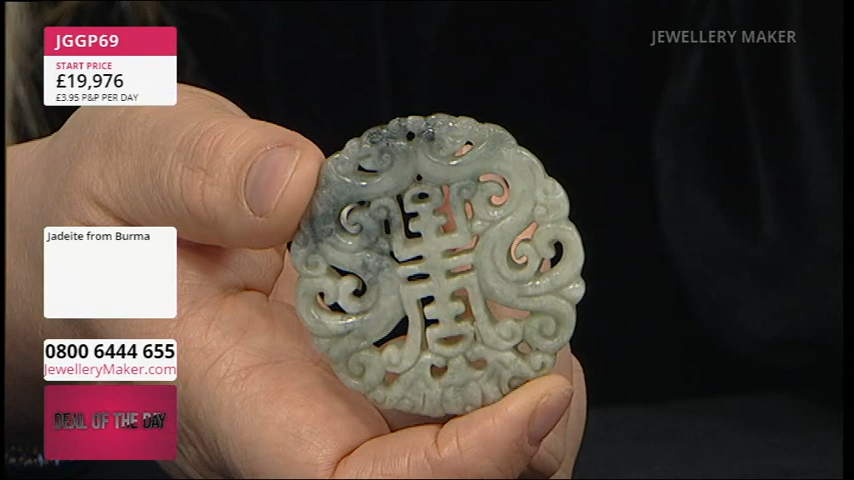 JGGP69
START PRICE
£19,976
£3.95 P&P PER DAY
JEWELLERY MAKER
Jadeite from Burma
0800 6444 655
JewelleryMaker.com
DEAL OF THE DAY